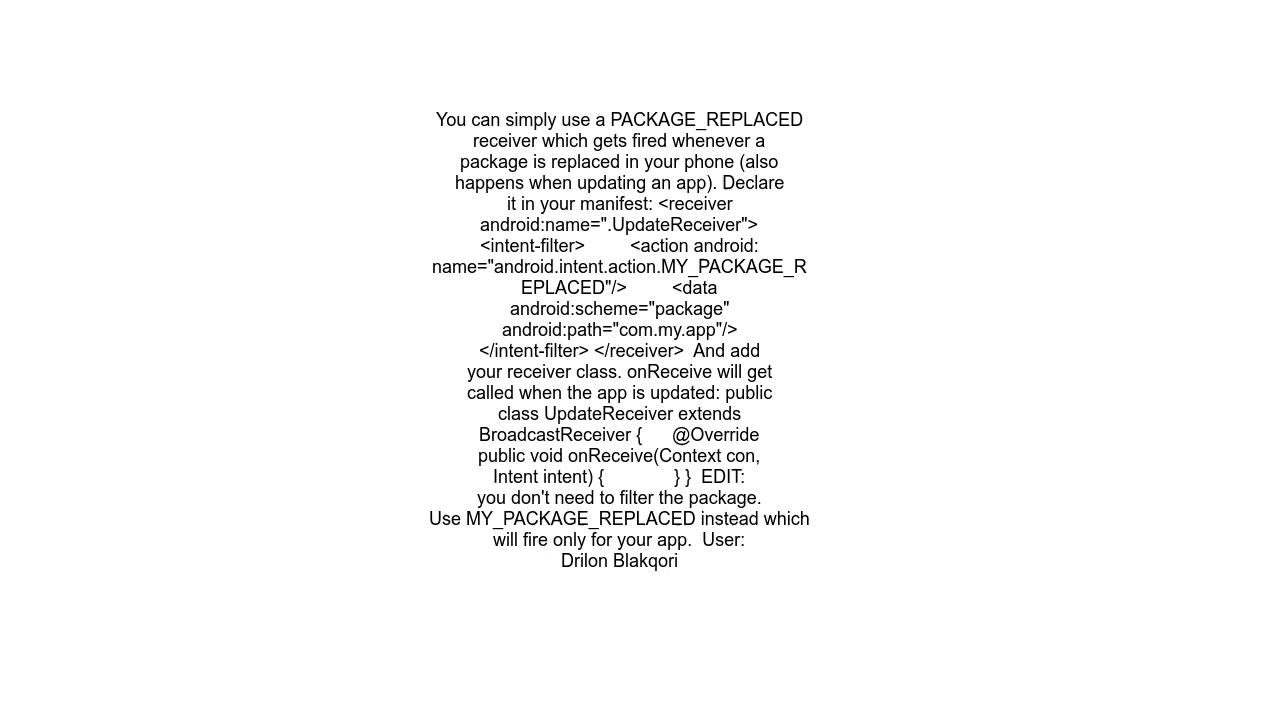 You can simply use a PACKAGE_REPLACED
receiver which gets fired whenever a
package is replaced in your phone (also
happens when updating an app). Declare
it in your manifest: <receiver
android:name=".UpdateReceiver">
<intent-filter>         <action android:
name="android.intent.action.MY_PACKAGE_R
EPLACED"/>         <data
android:scheme="package"
android:path="com.my.app"/>
</intent-filter> </receiver>  And add
your receiver class. onReceive will get
called when the app is updated: public
class UpdateReceiver extends
BroadcastReceiver {      @Override
public void onReceive(Context con,
Intent intent) {              } }  EDIT:
you don't need to filter the package.
Use MY_PACKAGE_REPLACED instead which
will fire only for your app.  User:
Drilon Blakqori